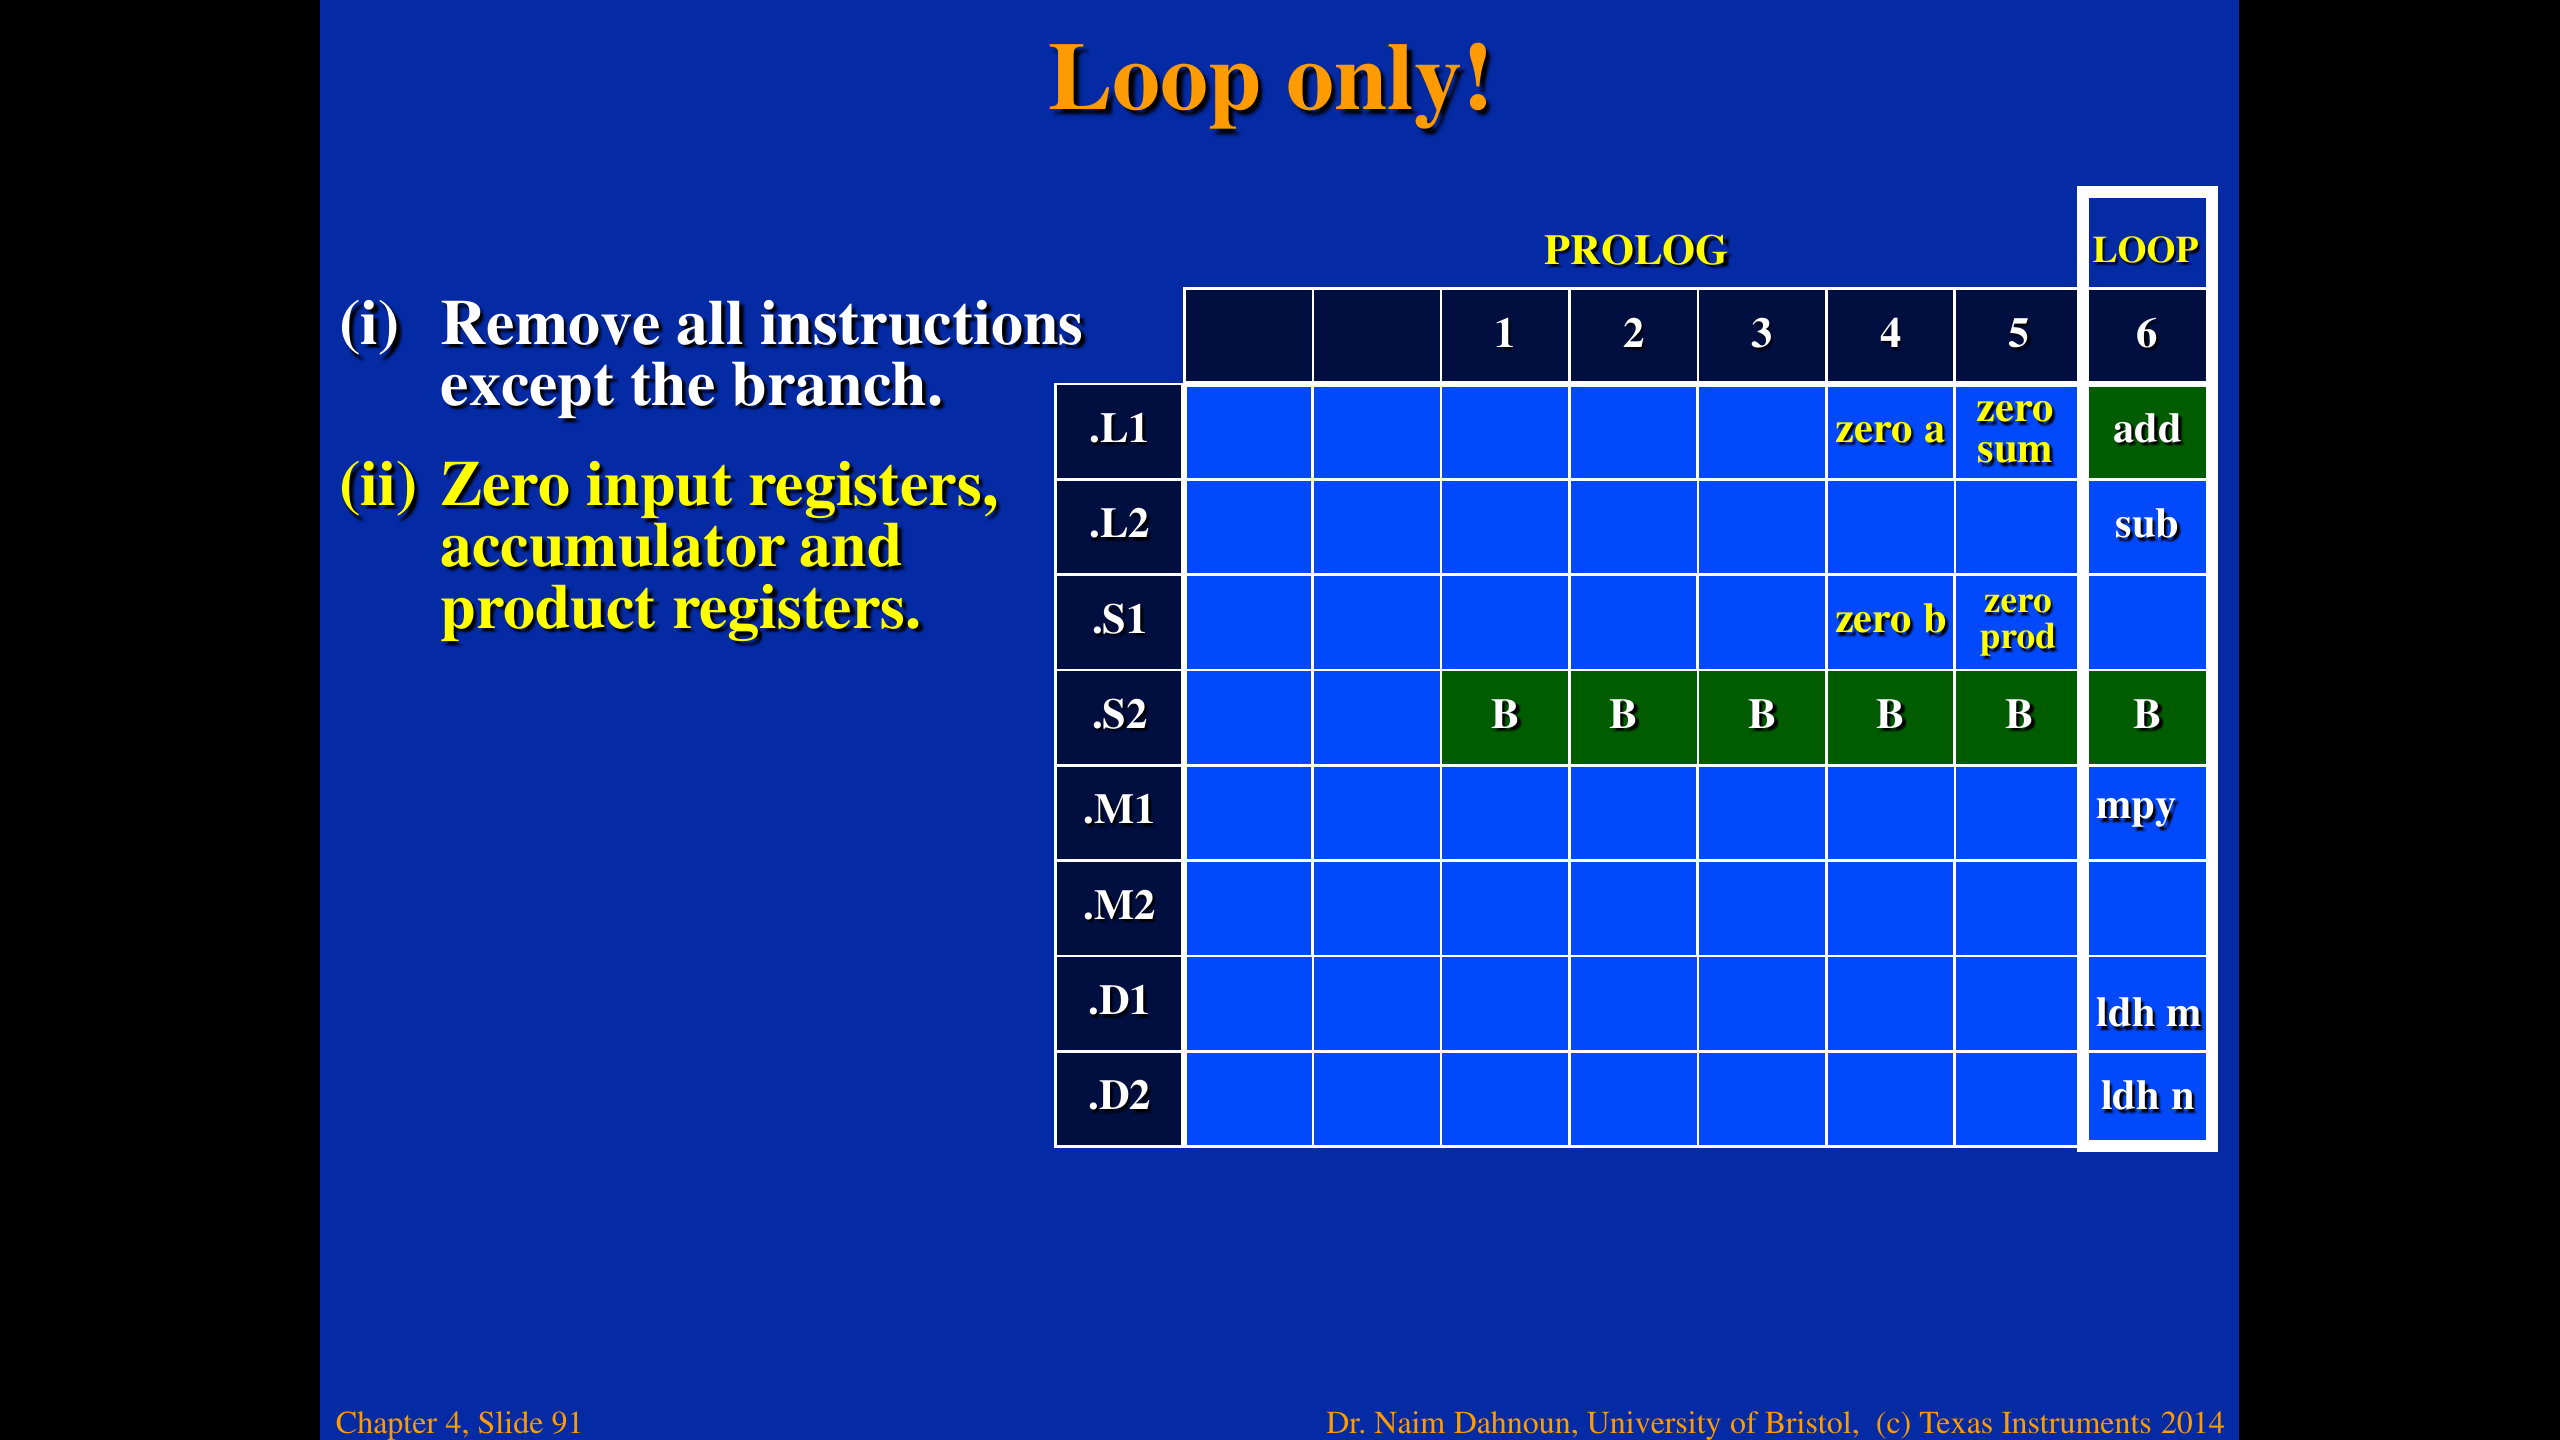 Loop only!
(i) Remove all instructions
except the branch.
(ii) Zero input registers,
accumulator and
product registers.
PROLOG LOOP
1 2 3 4 5 6
.L1 zero a zero sum add
.L2 sub
.S1 zero b zero prod
.S2 B B B B B B
.M1 mpy
.M2
.D1 ldh m
.D2 ldh n
Chapter 4, Slide 91
Dr. Naim Dahnoun, University of Bristol, (c) Texas Instruments 2014